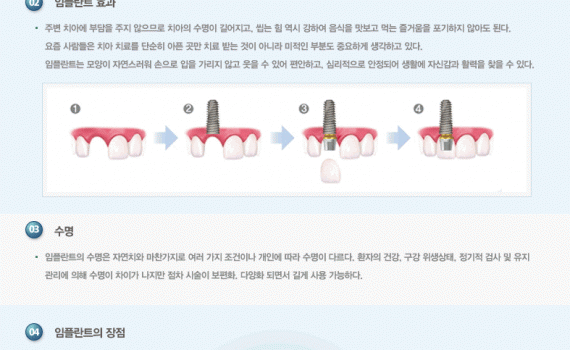 02 임플란트 효과
• 주변 치아에 부담을 주지 않으므로 치아의 수명이 길어지고, 씹는 힘 역시 강하여 음식을 맛보고 먹는 즐거움을 포기하지 않아도 된다.
요즘 사람들은 치아 치료를 단순히 아픈 곳만 치료 받는 것이 아니라 미적인 부분도 중요하게 생각하고 있다.
임플란트는 모양이 자연스러워 손으로 입을 가리지 않고 웃을 수 있어 편안하고, 심리적으로 안정되어 생활에 자신감과 활력을 찾을 수 있다.
1 2 3 4
03 수명
• 임플란트의 수명은 자연치와 마찬가지로 여러 가지 조건이나 개인에 따라 수명이 다르다. 환자의 건강, 구강 위생상태, 정기적 검사 및 유지
관리에 의해 수명이 차이가 나지만 점차 시술이 보편화, 다양화 되면서 길게 사용 가능하다.
04 임플란트의 장점